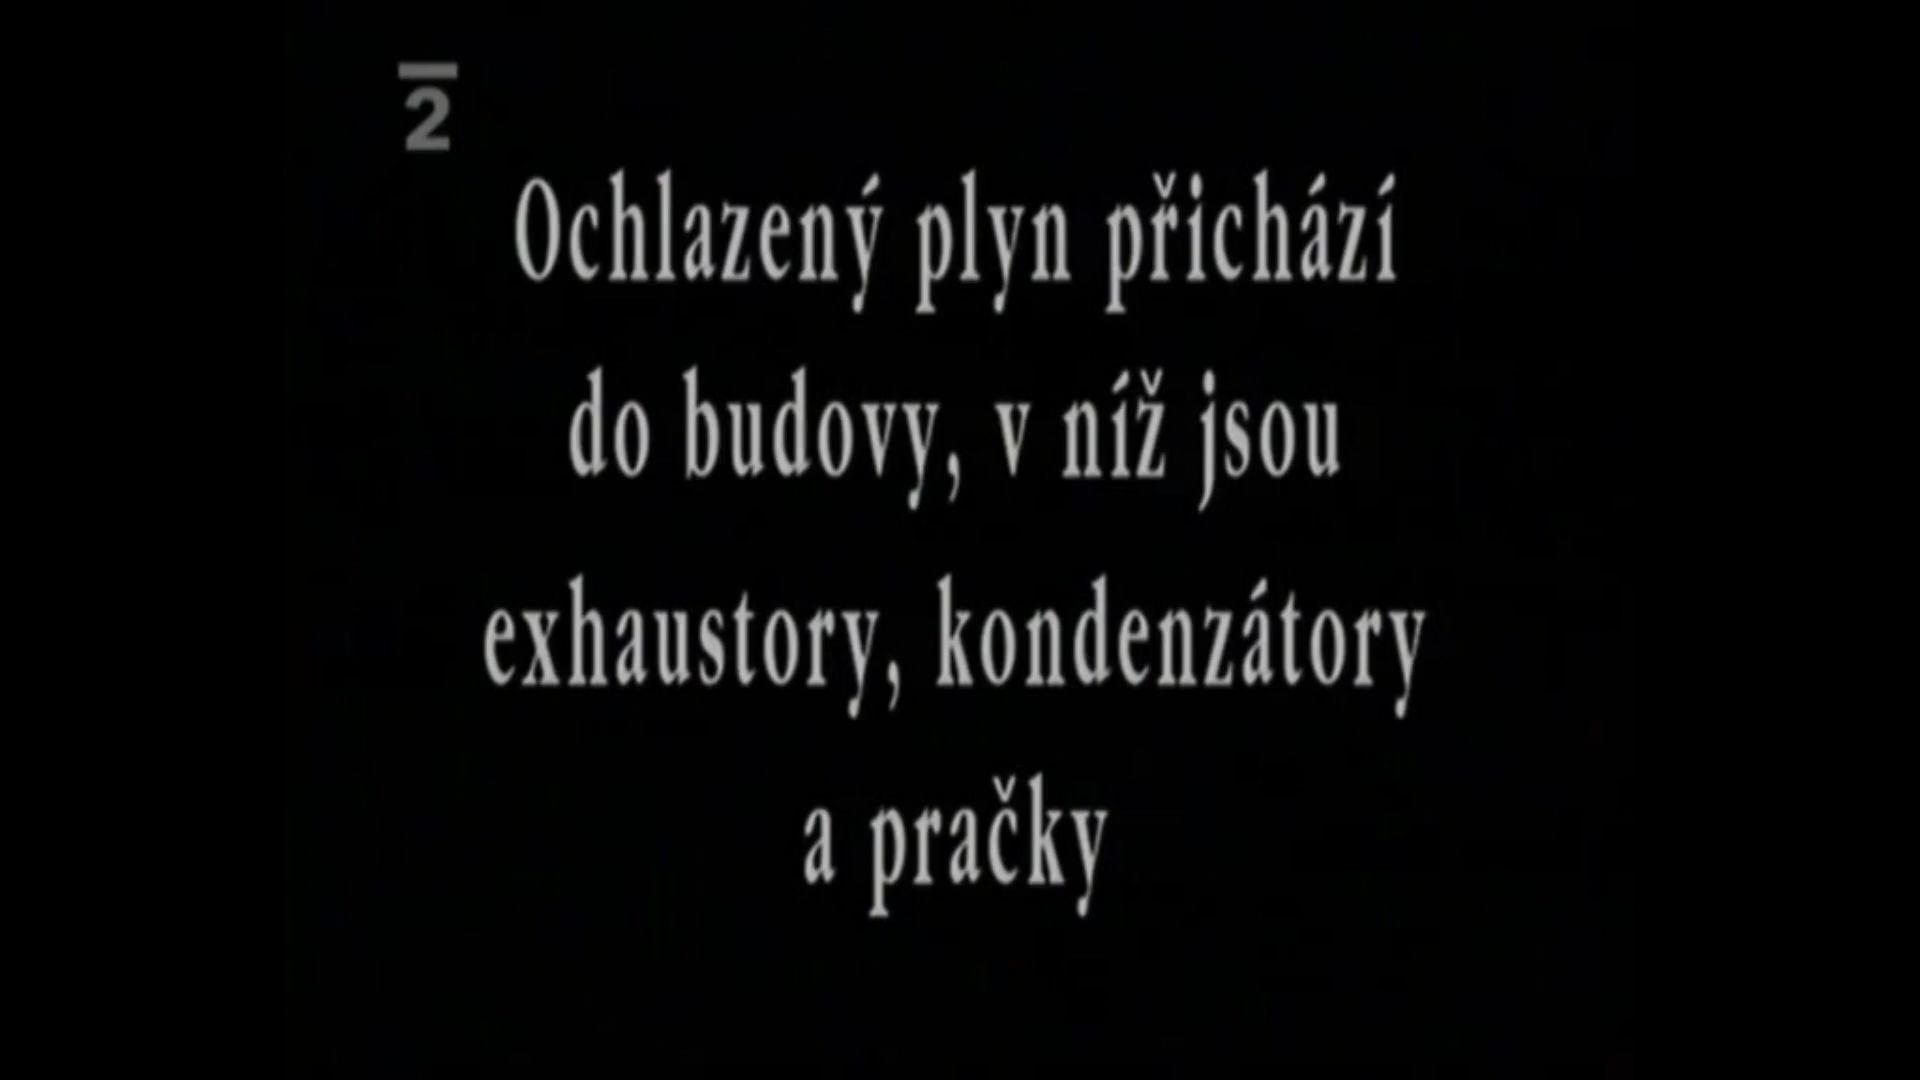 2
Ochlazený plyn přichází
do budovy, v níž jsou
exhaustory, kondenzátory
a pračky